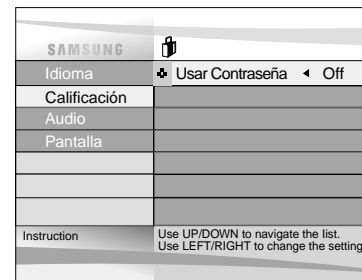 SAMSUNG
Idioma
Usar Contraseña ◄ Off
Calificación
Audio
Pantalla
Instruction
Use UP/DOWN to navigate the list.
Use LEFT/RIGHT to change the setting